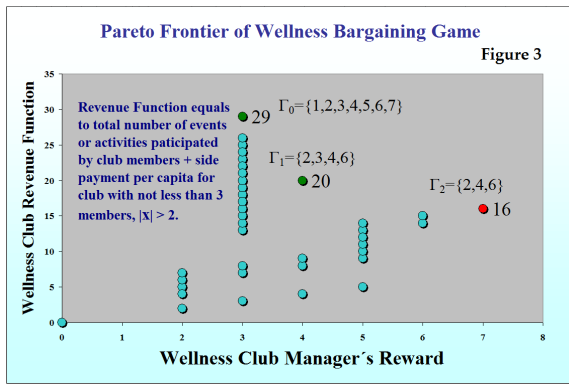 Pareto Frontier of Wellness Bargaining Game
Figure 3
Wellness Club Revenue Function
35
30
25
20
15
10
5
0
Revenue Function equals
to total number of events
or activities paticipated
by club members + side
payment per capita for
club with not less than 3
members, |x| > 2.
29 Γ0={1,2,3,4,5,6,7}
Γ1={2,3,4,6}
20
Γ2={2,4,6}
16
0 1 2 3 4 5 6 7 8
Wellness Club Manager´s Reward